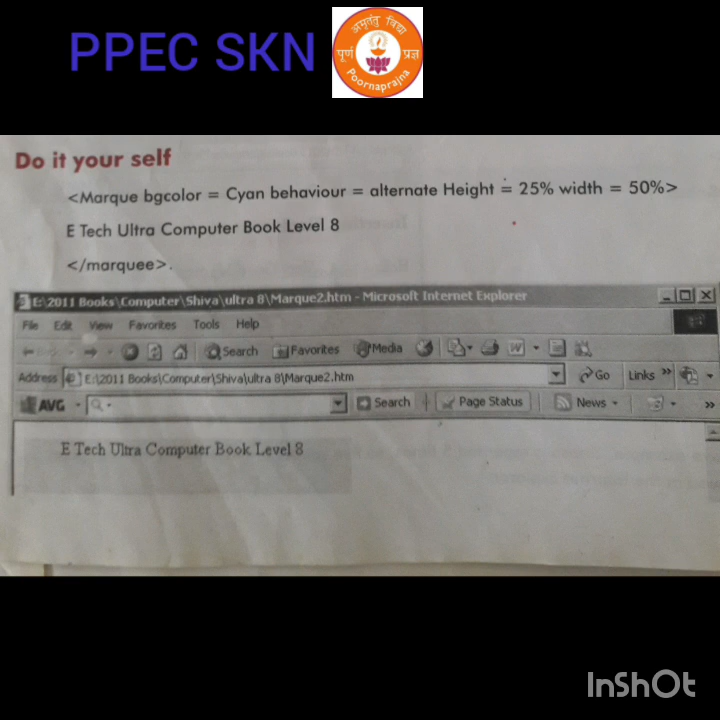 PPEC SKN
अमृतंतु विद्या
पूर्ण प्रज्ञ
Poornaprajna
Do it your self
<Marque bgcolor = Cyan behaviour = alternate Height = 25% width = 50%>
E Tech Ultra Computer Book Level 8
</marquee>.
E:\2011 Books\Computer\Shiva\ultra 8\Marque2.htm - Microsoft Internet Explorer
File Edit View Favorites Tools Help
Search Favorites Media
Address E:\2011 Books\Computer\Shiva\ultra 8\Marque2.htm Go Links »
AVG Search Page Status News »
E Tech Ultra Computer Book Level 8
InShOt